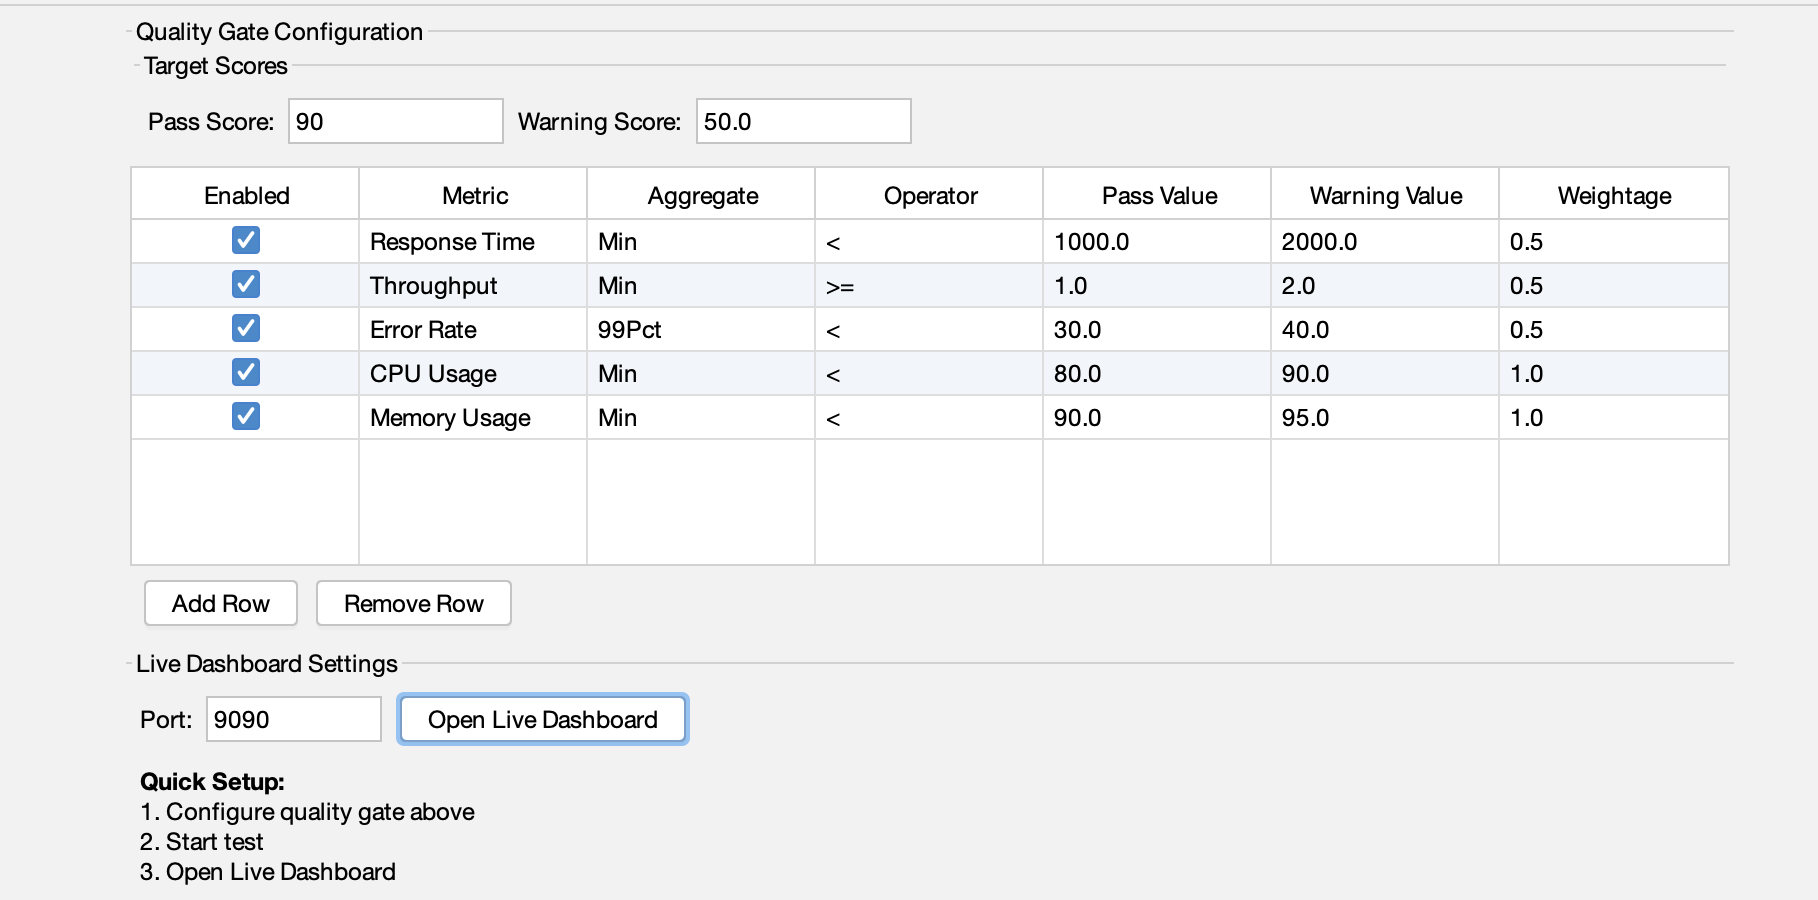 Quality Gate Configuration
Target Scores
Pass Score: 90 Warning Score: 50.0
Enabled Metric Aggregate Operator Pass Value Warning Value Weightage
Response Time Min < 1000.0 2000.0 0.5
Throughput Min >= 1.0 2.0 0.5
Error Rate 99Pct < 30.0 40.0 0.5
CPU Usage Min < 80.0 90.0 1.0
Memory Usage Min < 90.0 95.0 1.0
Add Row Remove Row
Live Dashboard Settings
Port: 9090 Open Live Dashboard
Quick Setup:
1. Configure quality gate above
2. Start test
3. Open Live Dashboard